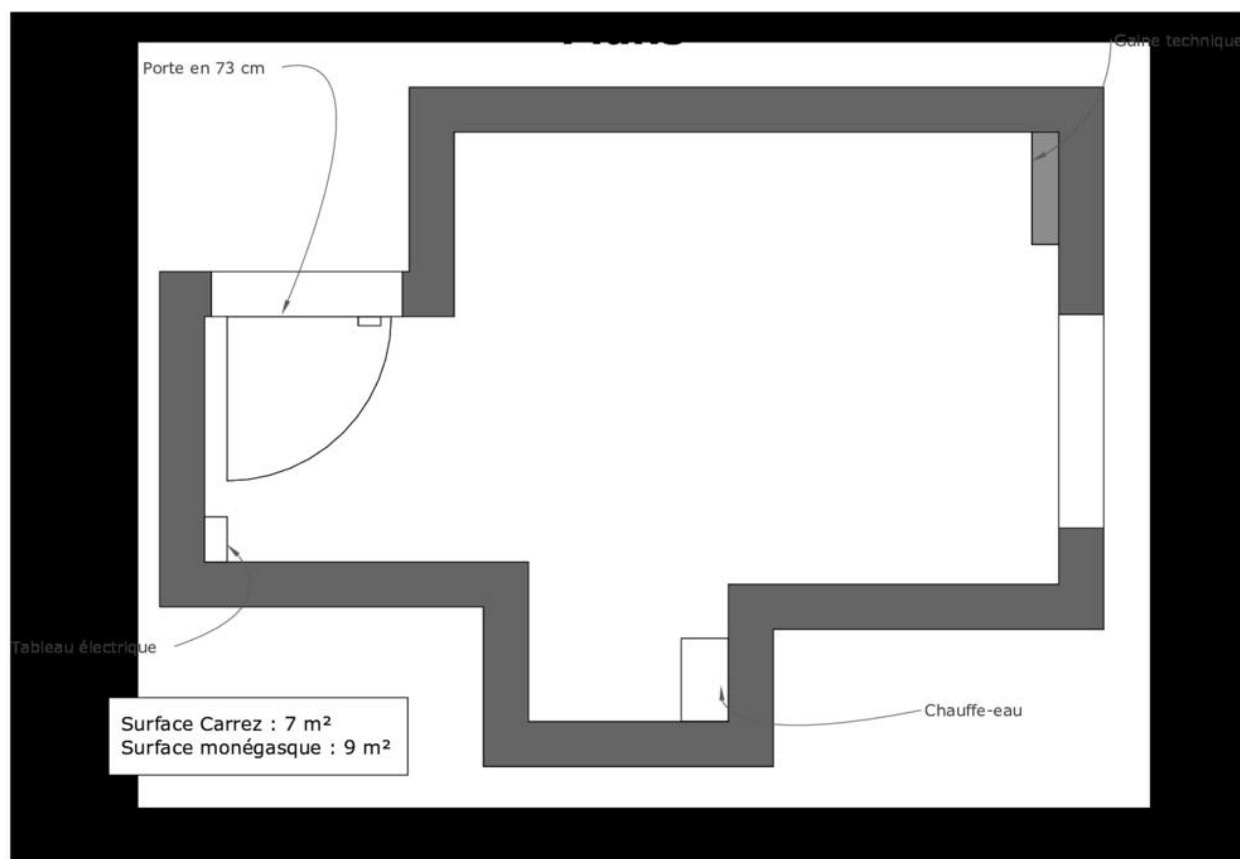 Gaine technique
Porte en 73 cm
Tableau électrique
Surface Carrez : 7 m²
Surface monégasque : 9 m²
Chauffe-eau